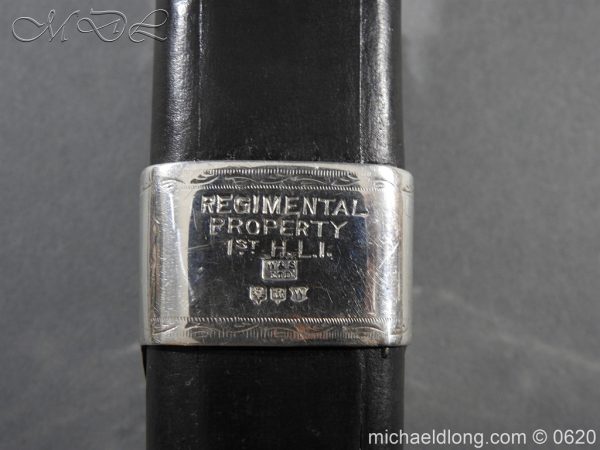 MDL
REGIMENTAL
PROPERTY
1ST H.L.I.
michaeldlong.com © 0620